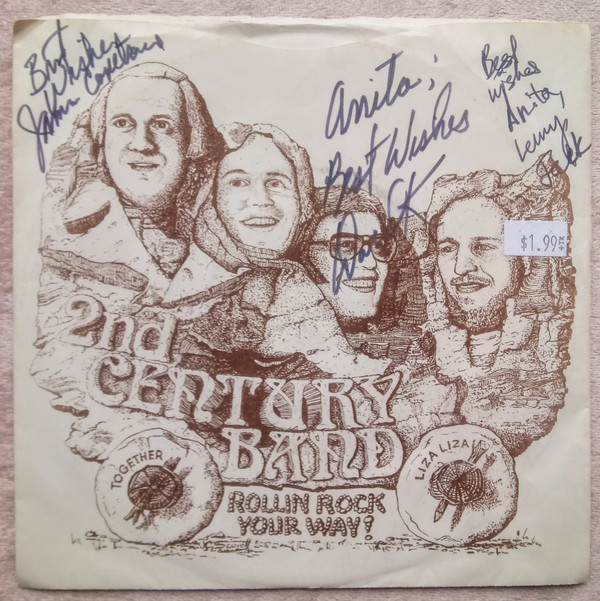 Best
Wishes
John
Anita,
Best Wishes
Best
wishes
Anita,
Lenny
$1.99
2nd
CENTURY
BAND
TOGETHER
LIZA LIZA
ROLLIN ROCK
YOUR WAY!